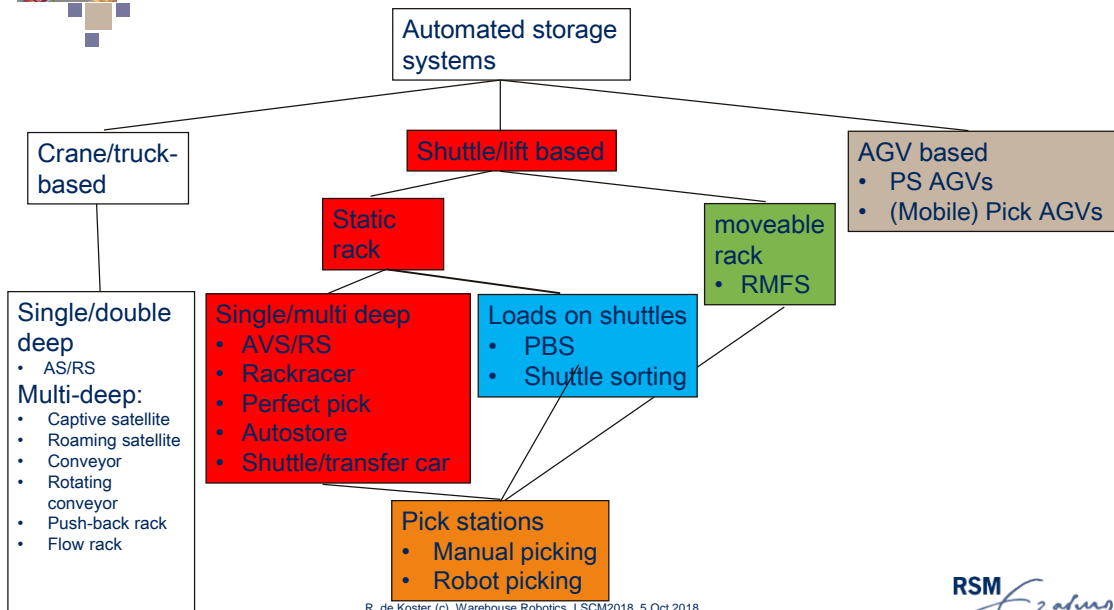 Automated storage
systems
Crane/truck-
based
Shuttle/lift based
AGV based
• PS AGVs
• (Mobile) Pick AGVs
Static
rack
moveable
rack
• RMFS
Single/double
deep
• AS/RS
Multi-deep:
• Captive satellite
• Roaming satellite
• Conveyor
• Rotating
conveyor
• Push-back rack
• Flow rack
Single/multi deep
• AVS/RS
• Rackracer
• Perfect pick
• Autostore
• Shuttle/transfer car
Loads on shuttles
• PBS
• Shuttle sorting
Pick stations
• Manual picking
• Robot picking
R. de Koster (c), Warehouse Robotics, LSCM2018, 5 Oct 2018
RSM